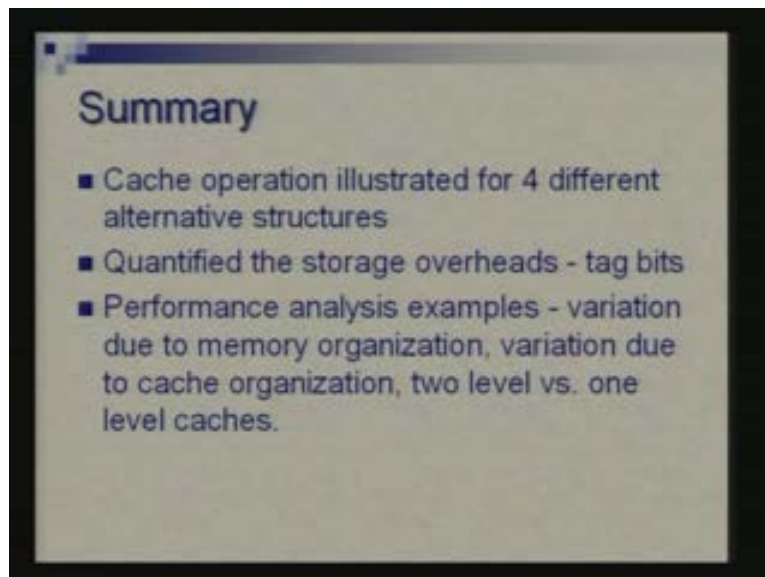 Summary
Cache operation illustrated for 4 different
alternative structures
Quantified the storage overheads - tag bits
Performance analysis examples - variation
due to memory organization, variation due
to cache organization, two level vs. one
level caches.